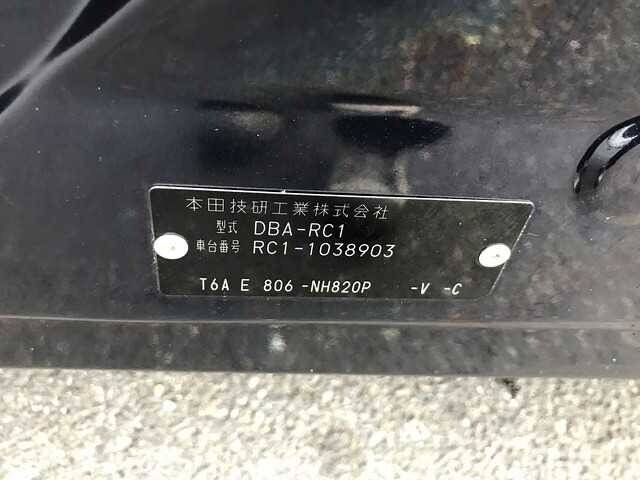 本田技研工業株式会社
型式 DBA-RC1
車台番号 RC1-1038903
T6A E 806 -NH820P -V -C